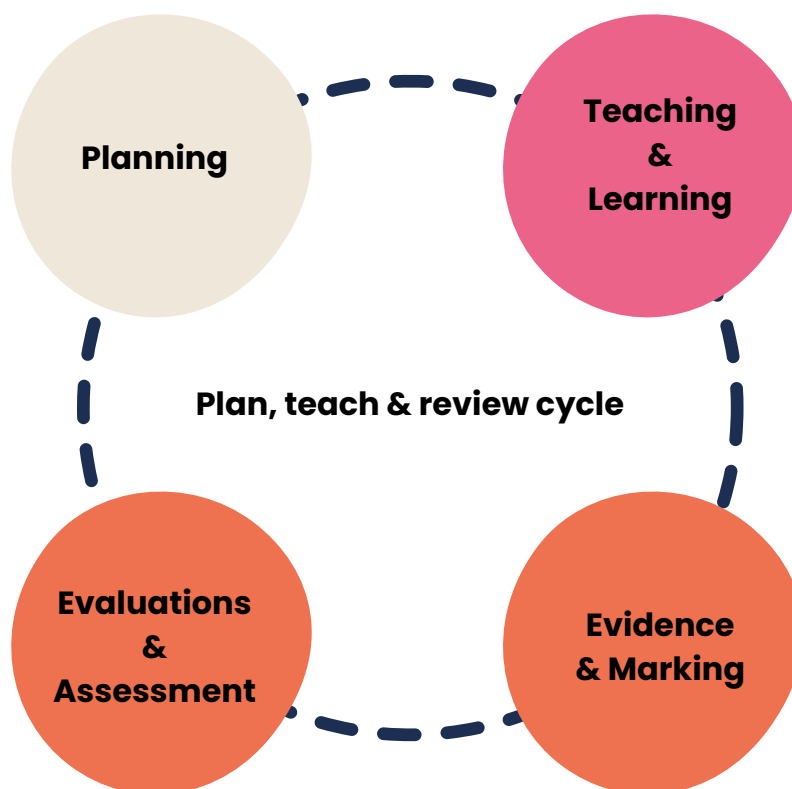 Planning
Teaching
&
Learning
Plan, teach & review cycle
Evaluations
&
Assessment
Evidence
& Marking